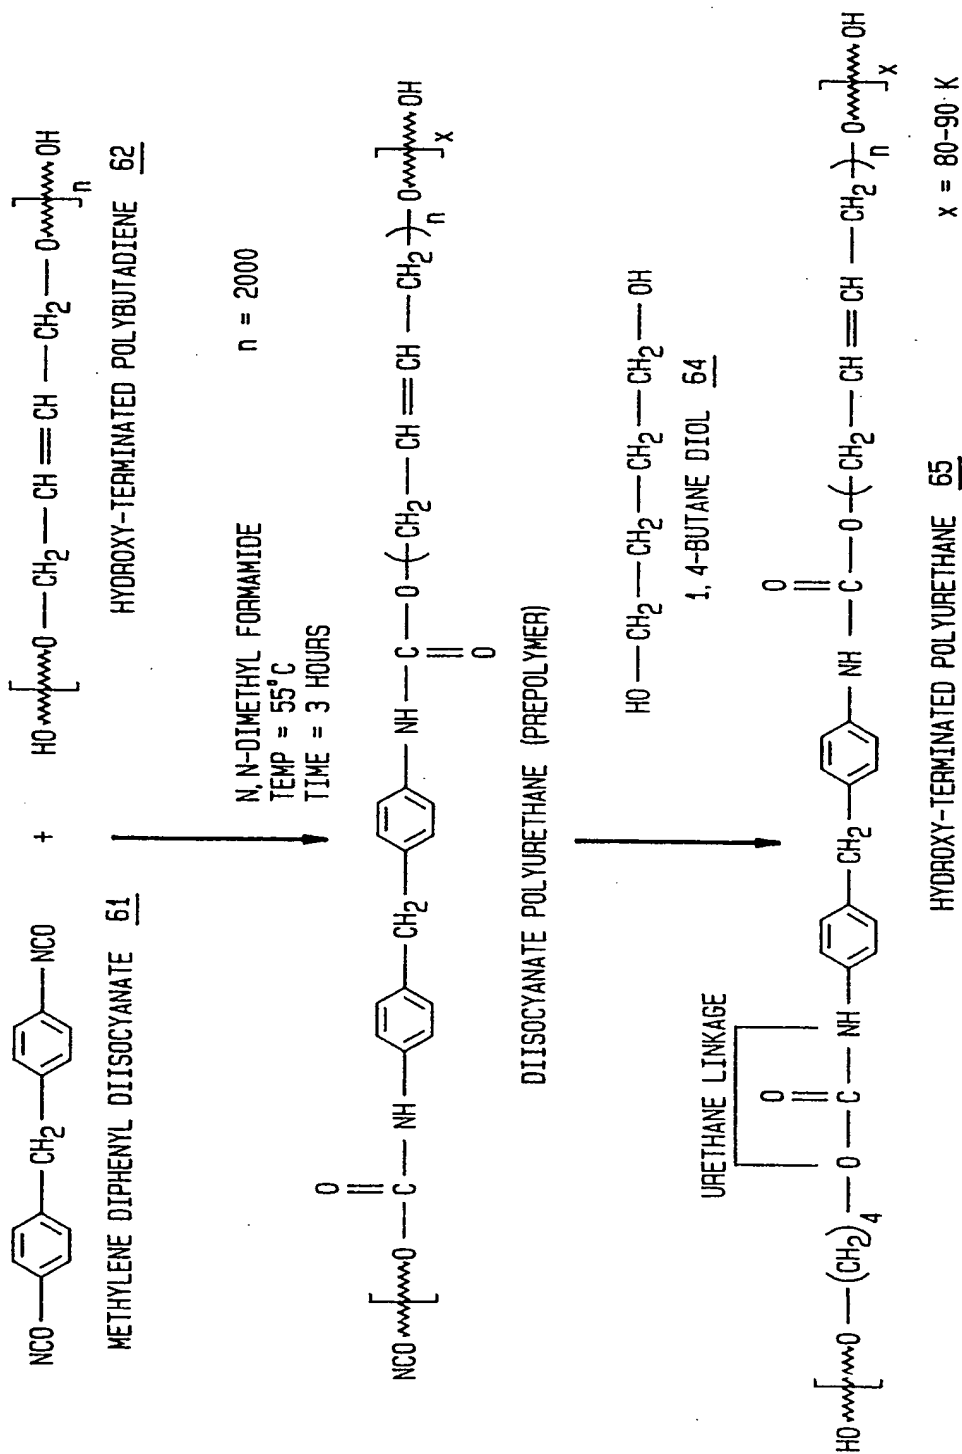 NCO—CH2—NCO + HO—[O—CH2—CH=CH—CH2—O]n—OH
METHYLENE DIPHENYL DIISOCYANATE 61
HYDROXY-TERMINATED POLYBUTADIENE 62
N, N-DIMETHYL FORMAMIDE
TEMP = 55°C
TIME = 3 HOURS
n = 2000
O
NCO—[O—C—NH—CH2—NH—C—O—(CH2—CH=CH—CH2)n—O]x—OH
O
DIISOCYANATE POLYURETHANE (PREPOLYMER)
HO—CH2—CH2—CH2—CH2—OH
1, 4-BUTANE DIOL 64
URETHANE LINKAGE
O O
HO—[O—(CH2)4—O—C—NH—CH2—NH—C—O—(CH2—CH=CH—CH2)n—O]x—OH
HYDROXY-TERMINATED POLYURETHANE 65
x = 80-90 K